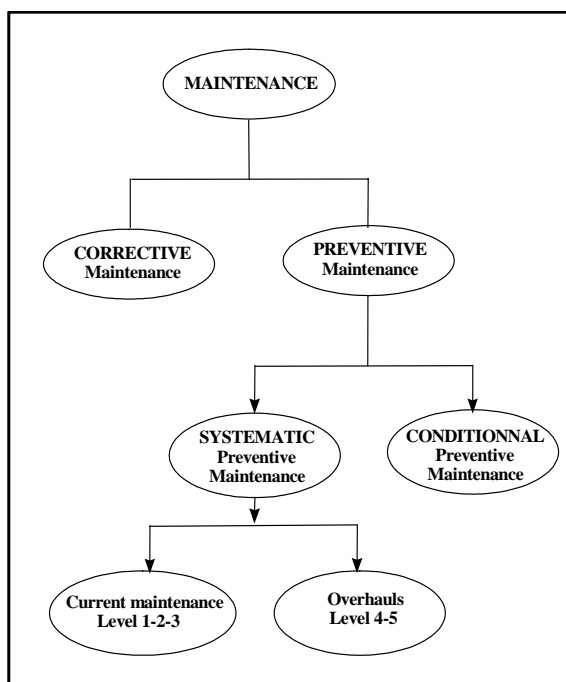 MAINTENANCE
CORRECTIVE
Maintenance
PREVENTIVE
Maintenance
SYSTEMATIC
Preventive
Maintenance
CONDITIONNAL
Preventive
Maintenance
Current maintenance
Level 1-2-3
Overhauls
Level 4-5